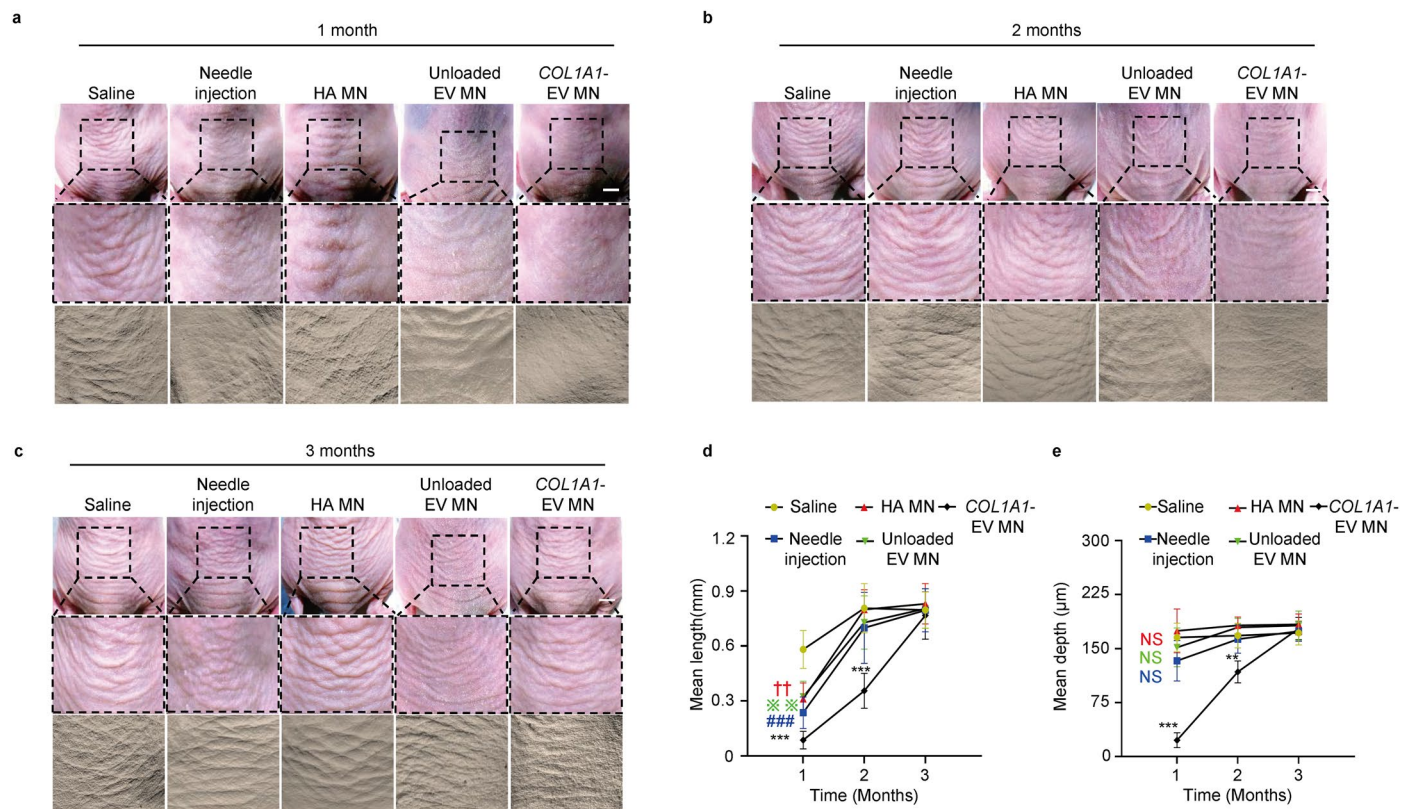 a
1 month
Saline
Needle
injection
HA MN
Unloaded
EV MN
COL1A1-
EV MN
b
2 months
Saline
Needle
injection
HA MN
Unloaded
EV MN
COL1A1-
EV MN
c
3 months
Saline
Needle
injection
HA MN
Unloaded
EV MN
COL1A1-
EV MN
d
Saline
HA MN
COL1A1-
EV MN
Needle
injection
Unloaded
EV MN
Mean length(mm)
1.2
0.9
0.6
0.3
0
††
※ ※
###
***
***
1 2 3
Time (Months)
e
Saline
HA MN
COL1A1-
EV MN
Needle
injection
Unloaded
EV MN
Mean depth (µm)
300
225
150
75
0
NS
NS
NS
***
**
1 2 3
Time (Months)